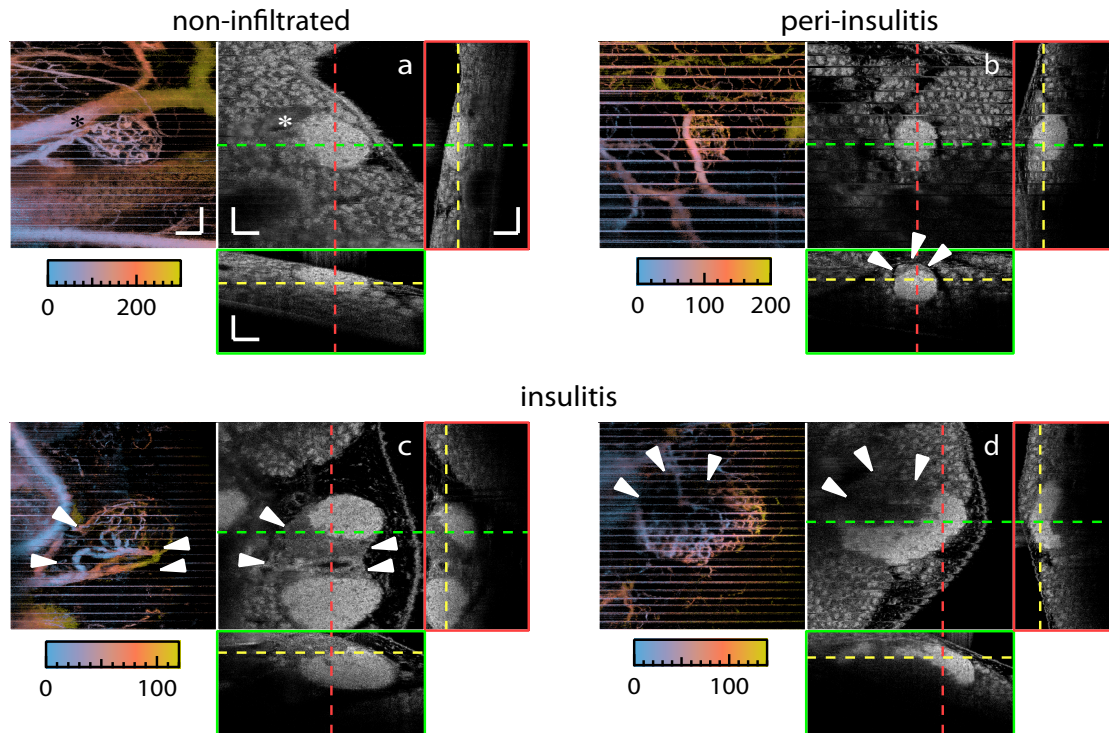 non-infiltrated
peri-insulitis
a
b
*
*
0 200
0 100 200
insulitis
c
d
0 100
0 100